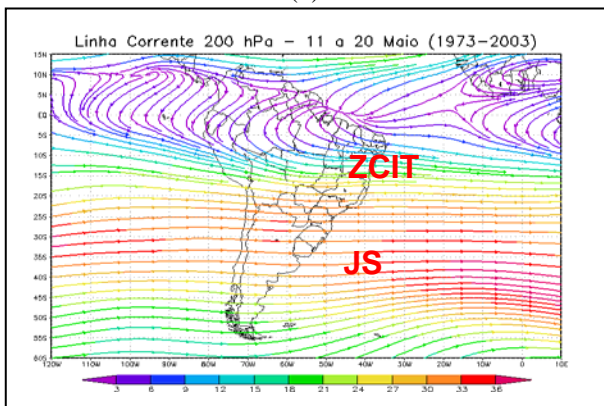 Linha Corrente 200 hPa – 11 a 20 Maio (1973–2003)
15N
10N
5N
EQ
5S
10S
15S
20S
25S
30S
35S
40S
45S
50S
55S
60S
ZCIT
JS
120W 110W 100W 90W 80W 70W 60W 50W 40W 30W 20W 10W 0 10E
3 6 9 12 15 18 21 24 27 30 33 36